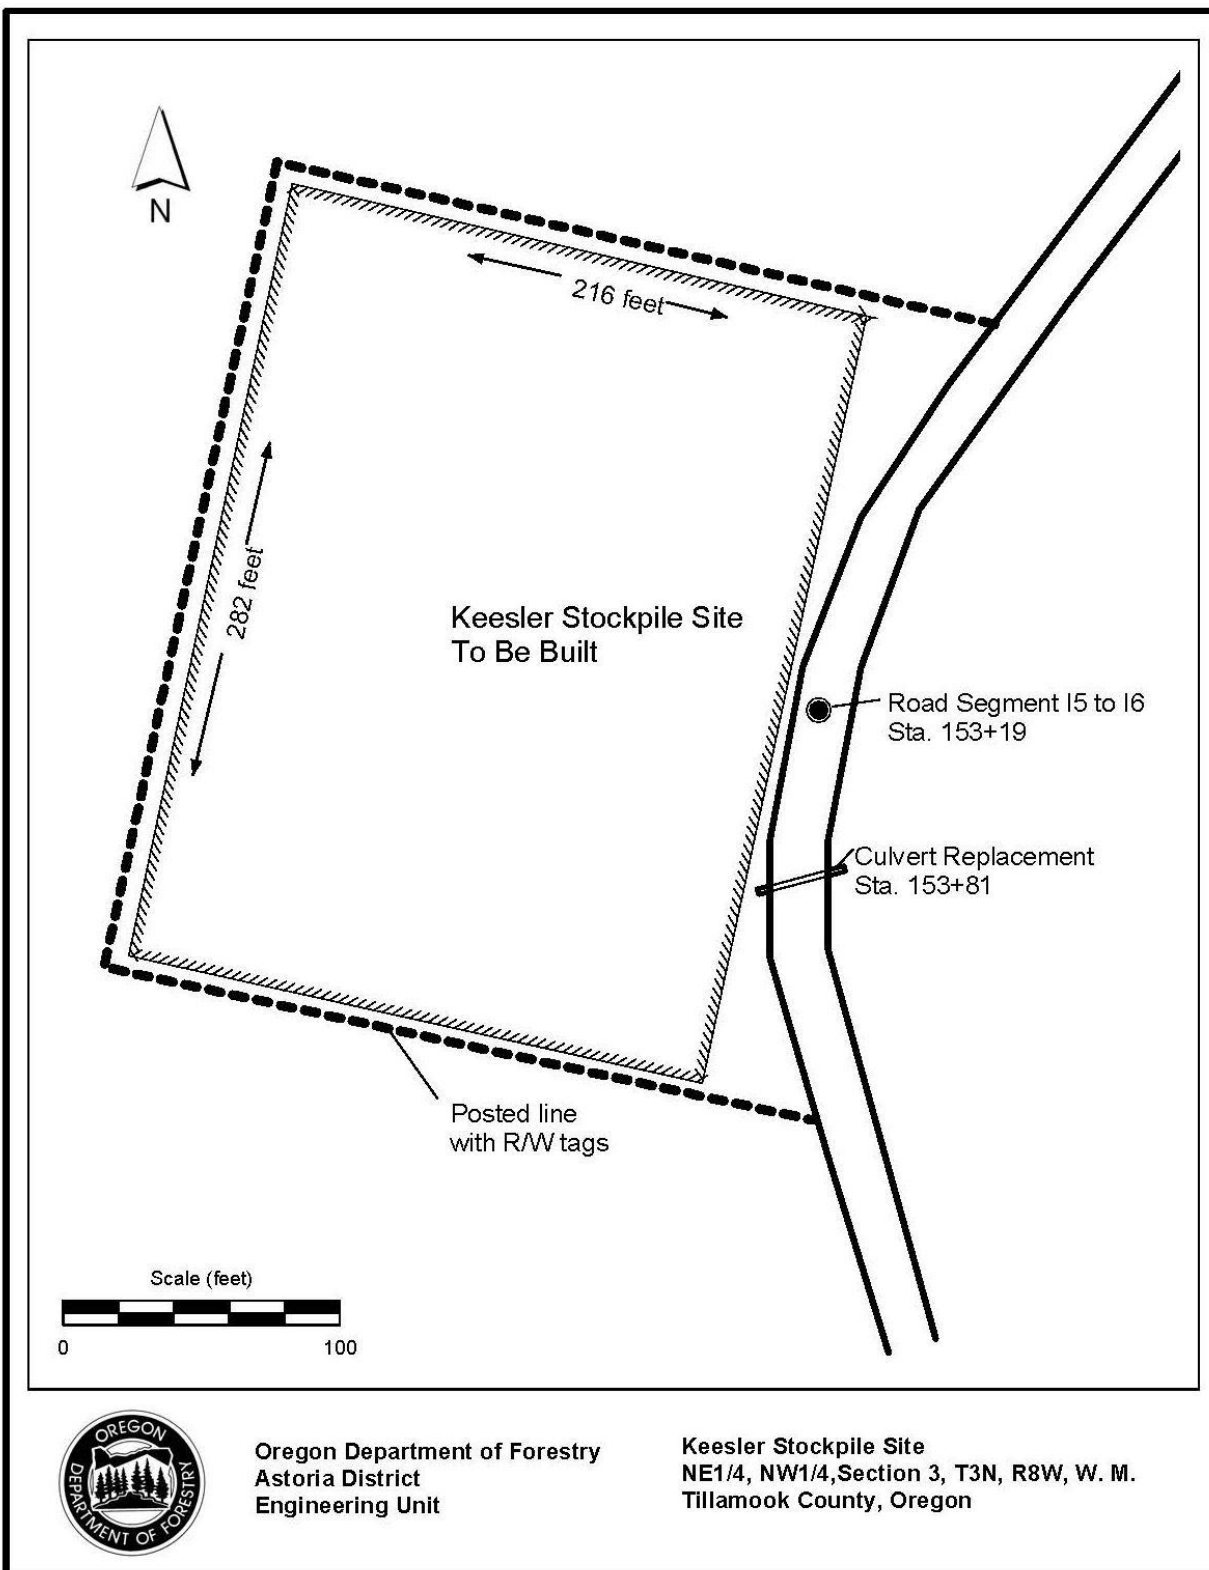 N
216 feet
282 feet
Keesler Stockpile Site
To Be Built
Road Segment I5 to I6
Sta. 153+19
Culvert Replacement
Sta. 153+81
Posted line
with R/W tags
Scale (feet)
0 100
OREGON
DEPARTMENT OF FORESTRY
Oregon Department of Forestry
Astoria District
Engineering Unit
Keesler Stockpile Site
NE1/4, NW1/4,Section 3, T3N, R8W, W. M.
Tillamook County, Oregon